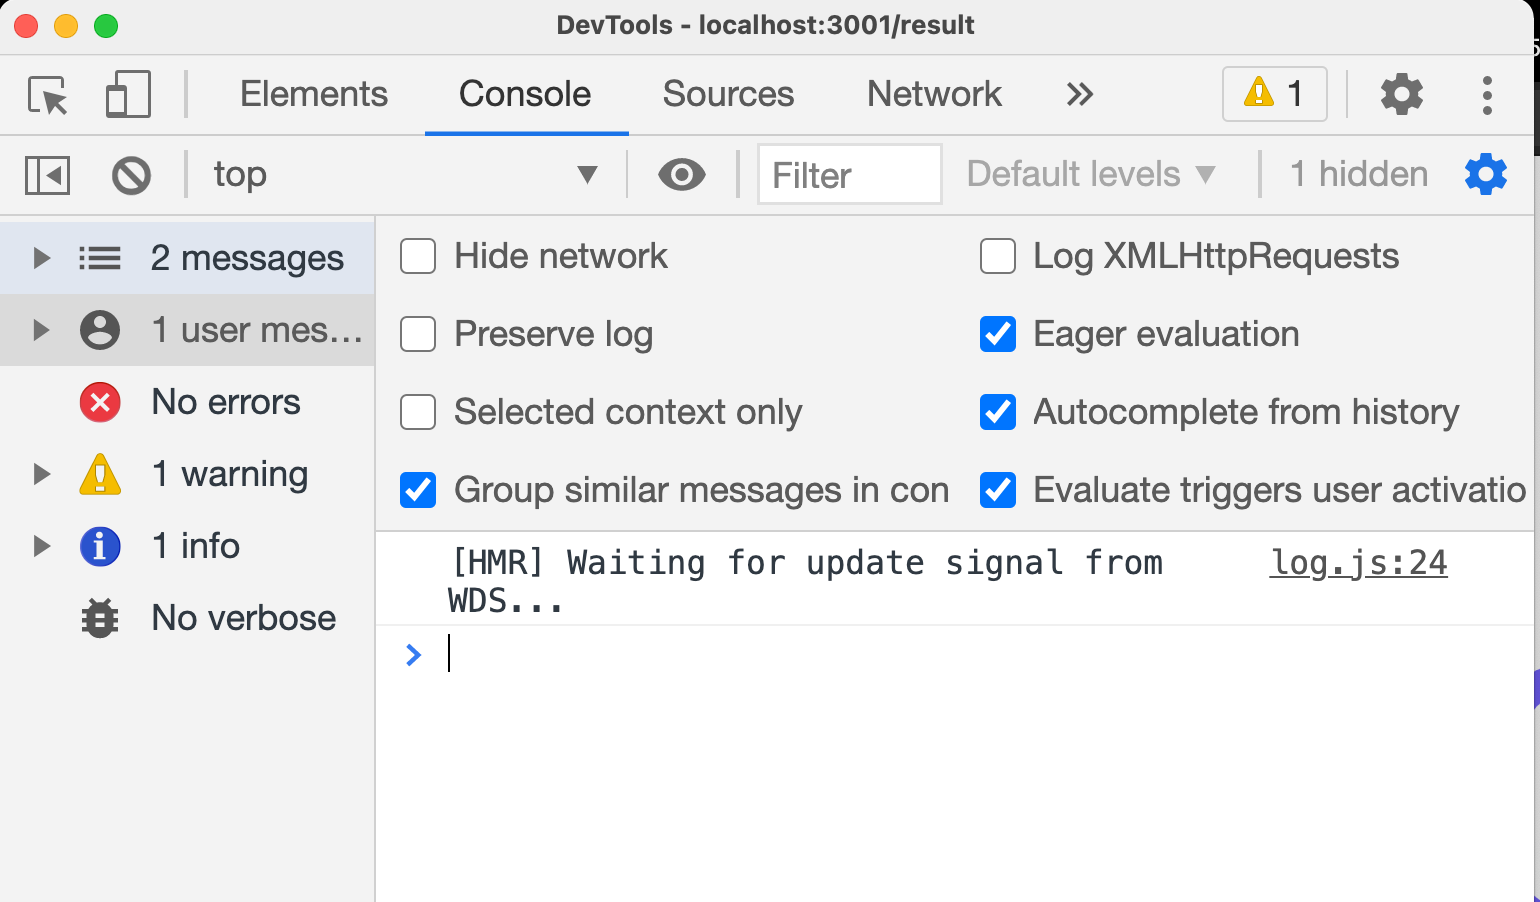 DevTools - localhost:3001/result
Elements Console Sources Network 1
top Filter Default levels 1 hidden
2 messages
1 user mes...
No errors
1 warning
1 info
No verbose
Hide network Log XMLHttpRequests
Preserve log Eager evaluation
Selected context only Autocomplete from history
Group similar messages in con Evaluate triggers user activatio
[HMR] Waiting for update signal from log.js:24
WDS...
>